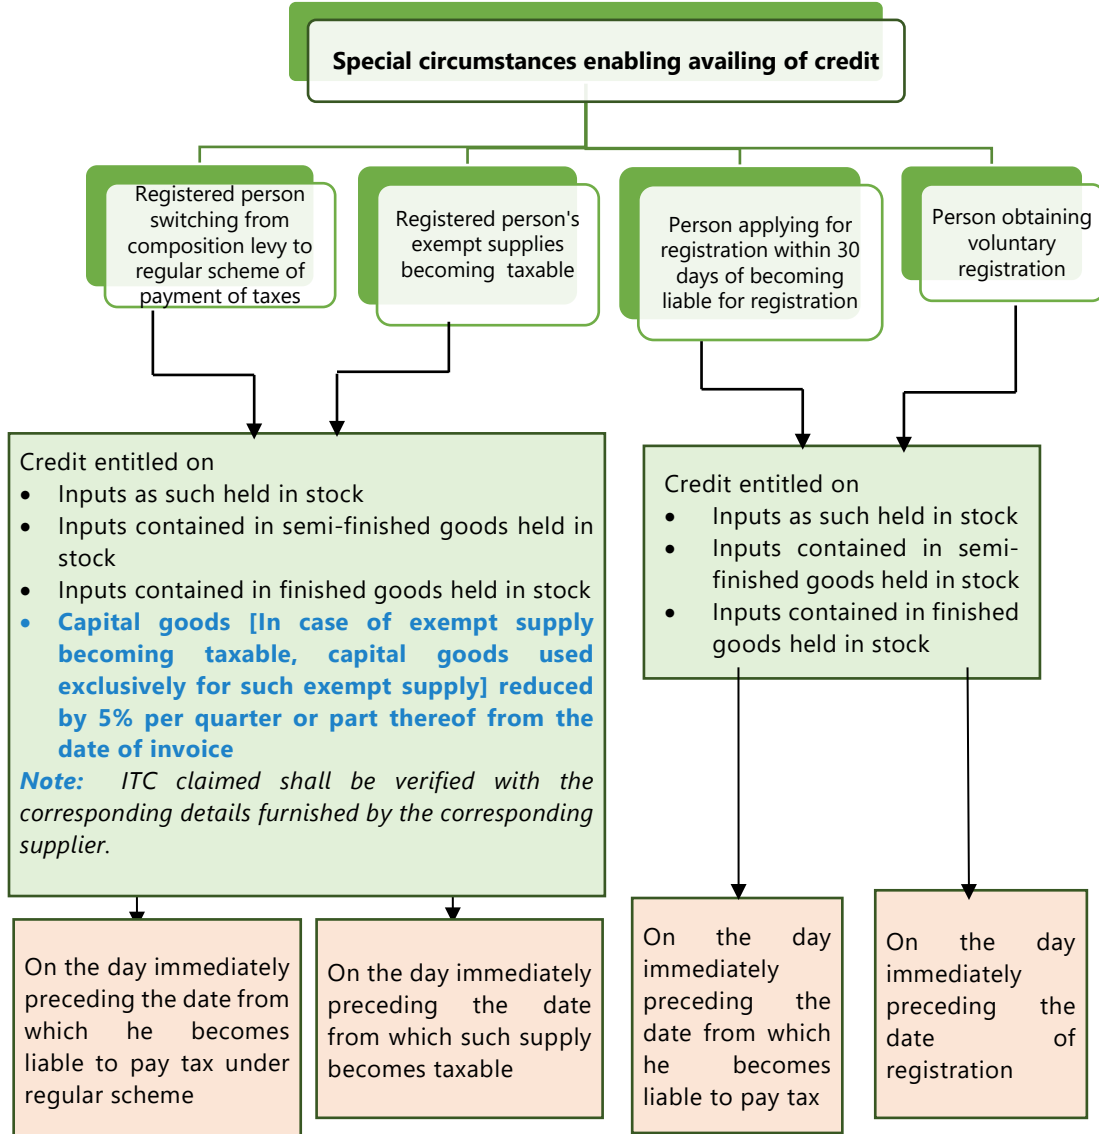 Special circumstances enabling availing of credit
Registered person
switching from
composition levy to
regular scheme of
payment of taxes
Registered person's
exempt supplies
becoming taxable
Person applying for
registration within 30
days of becoming
liable for registration
Person obtaining
voluntary
registration
Credit entitled on
• Inputs as such held in stock
• Inputs contained in semi-finished goods held in
stock
• Inputs contained in finished goods held in stock
• Capital goods [In case of exempt supply
becoming taxable, capital goods used
exclusively for such exempt supply] reduced
by 5% per quarter or part thereof from the
date of invoice
Note: ITC claimed shall be verified with the
corresponding details furnished by the corresponding
supplier.
Credit entitled on
• Inputs as such held in stock
• Inputs contained in semi-
finished goods held in stock
• Inputs contained in finished
goods held in stock
On the day immediately
preceding the date from
which he becomes
liable to pay tax under
regular scheme
On the day immediately
preceding the date
from which such supply
becomes taxable
On the day
immediately
preceding the
date from which
he becomes
liable to pay tax
On the day
immediately
preceding the
date of
registration